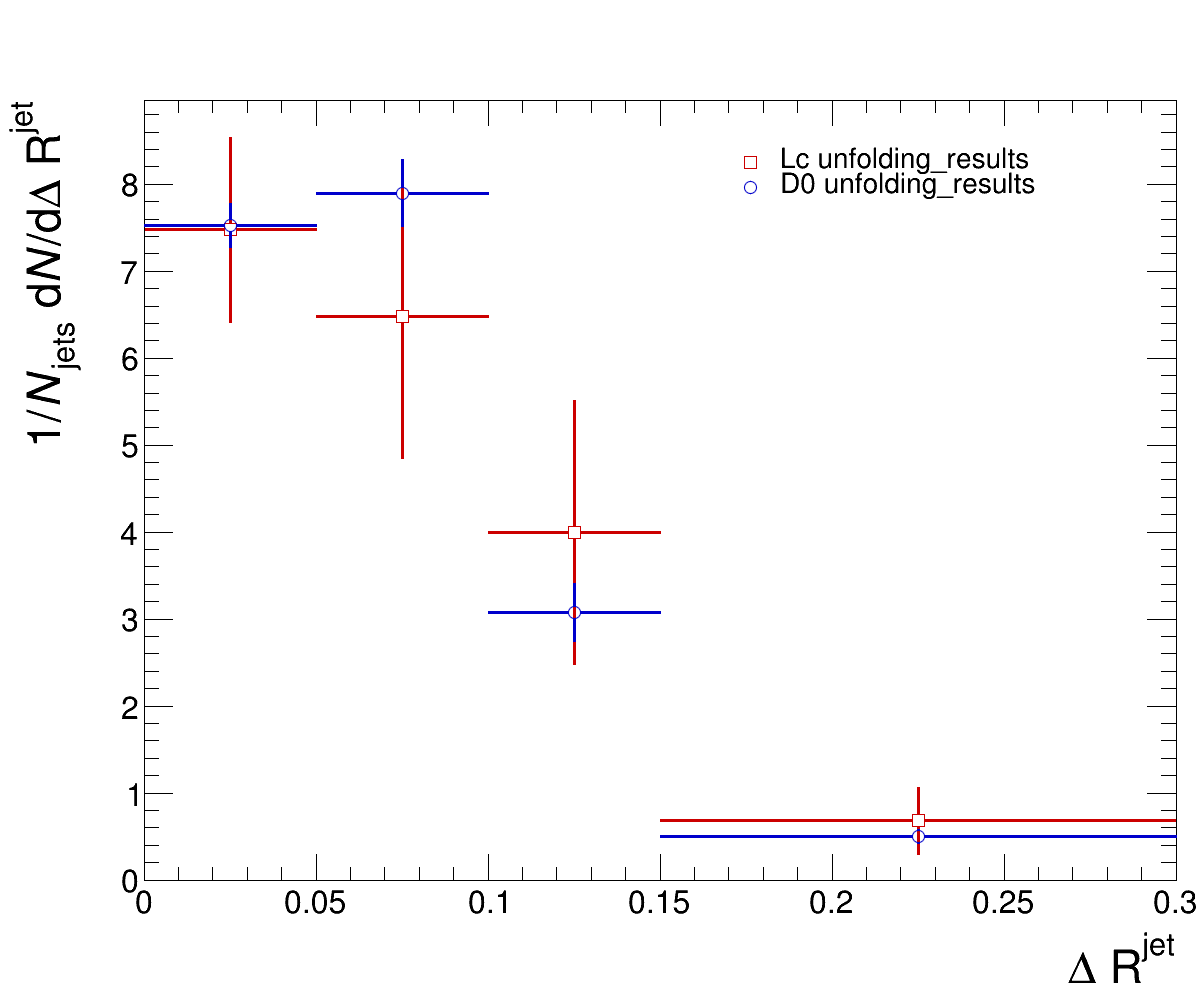 1/Njets dN/dΔ R^jet
8
7
6
5
4
3
2
1
0
Lc unfolding_results
D0 unfolding_results
0 0.05 0.1 0.15 0.2 0.25 0.3
Δ R^jet